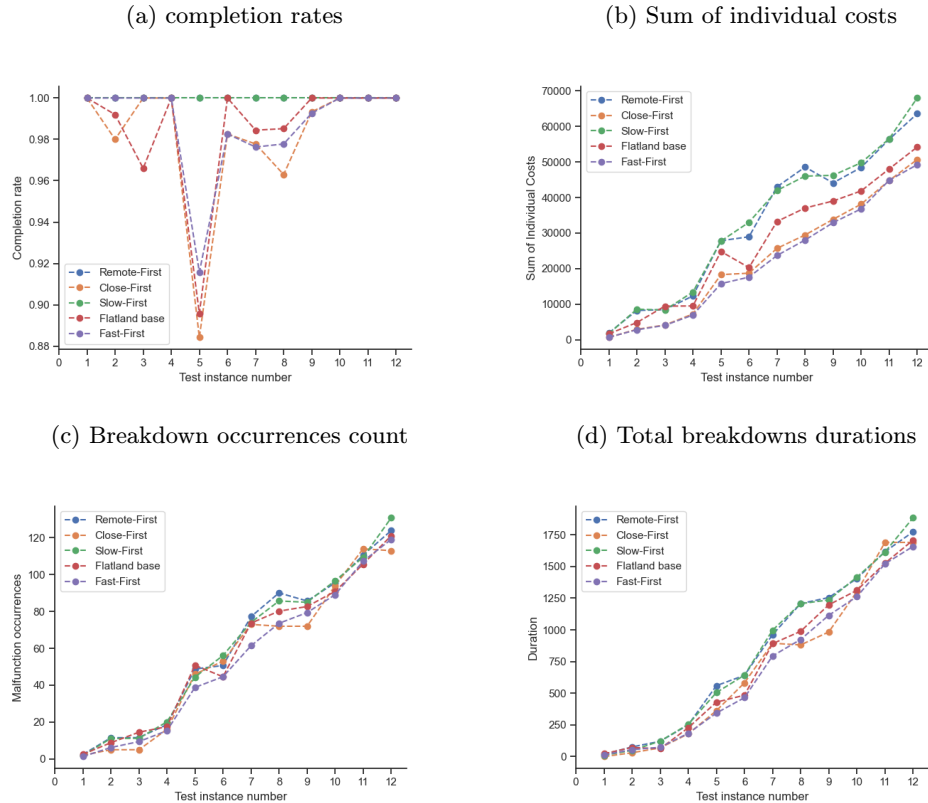 (a) completion rates
1.00
0.98
0.96
0.94
0.92
0.90
0.88
Completion rate
Remote-First
Close-First
Slow-First
Flatland base
Fast-First
0 1 2 3 4 5 6 7 8 9 10 11 12
Test instance number
(b) Sum of individual costs
70000
60000
50000
40000
30000
20000
10000
0
Sum of Individual Costs
Remote-First
Close-First
Slow-First
Flatland base
Fast-First
0 1 2 3 4 5 6 7 8 9 10 11 12
Test instance number
(c) Breakdown occurrences count
120
100
80
60
40
20
0
Malfunction occurrences
Remote-First
Close-First
Slow-First
Flatland base
Fast-First
0 1 2 3 4 5 6 7 8 9 10 11 12
Test instance number
(d) Total breakdowns durations
1750
1500
1250
1000
750
500
250
0
Duration
Remote-First
Close-First
Slow-First
Flatland base
Fast-First
0 1 2 3 4 5 6 7 8 9 10 11 12
Test instance number